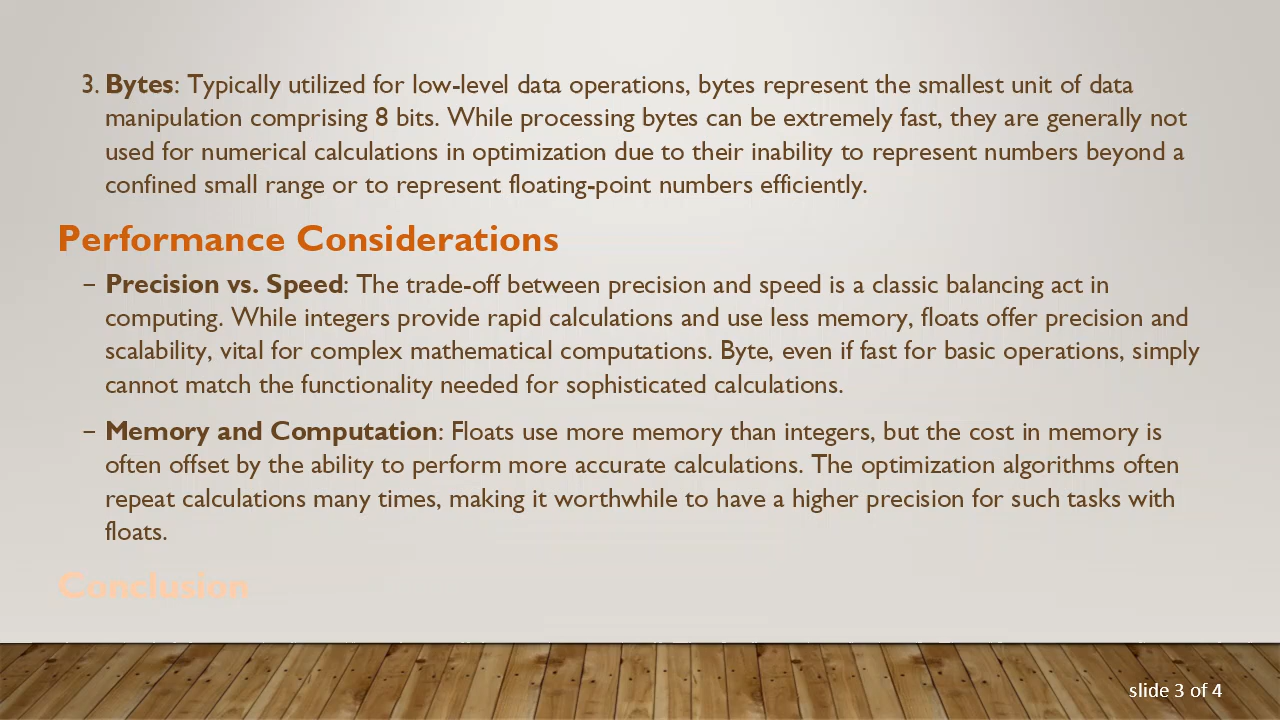 3. Bytes: Typically utilized for low-level data operations, bytes represent the smallest unit of data
manipulation comprising 8 bits. While processing bytes can be extremely fast, they are generally not
used for numerical calculations in optimization due to their inability to represent numbers beyond a
confined small range or to represent floating-point numbers efficiently.
Performance Considerations
– Precision vs. Speed: The trade-off between precision and speed is a classic balancing act in
computing. While integers provide rapid calculations and use less memory, floats offer precision and
scalability, vital for complex mathematical computations. Byte, even if fast for basic operations, simply
cannot match the functionality needed for sophisticated calculations.
– Memory and Computation: Floats use more memory than integers, but the cost in memory is
often offset by the ability to perform more accurate calculations. The optimization algorithms often
repeat calculations many times, making it worthwhile to have a higher precision for such tasks with
floats.
Conclusion
slide 3 of 4